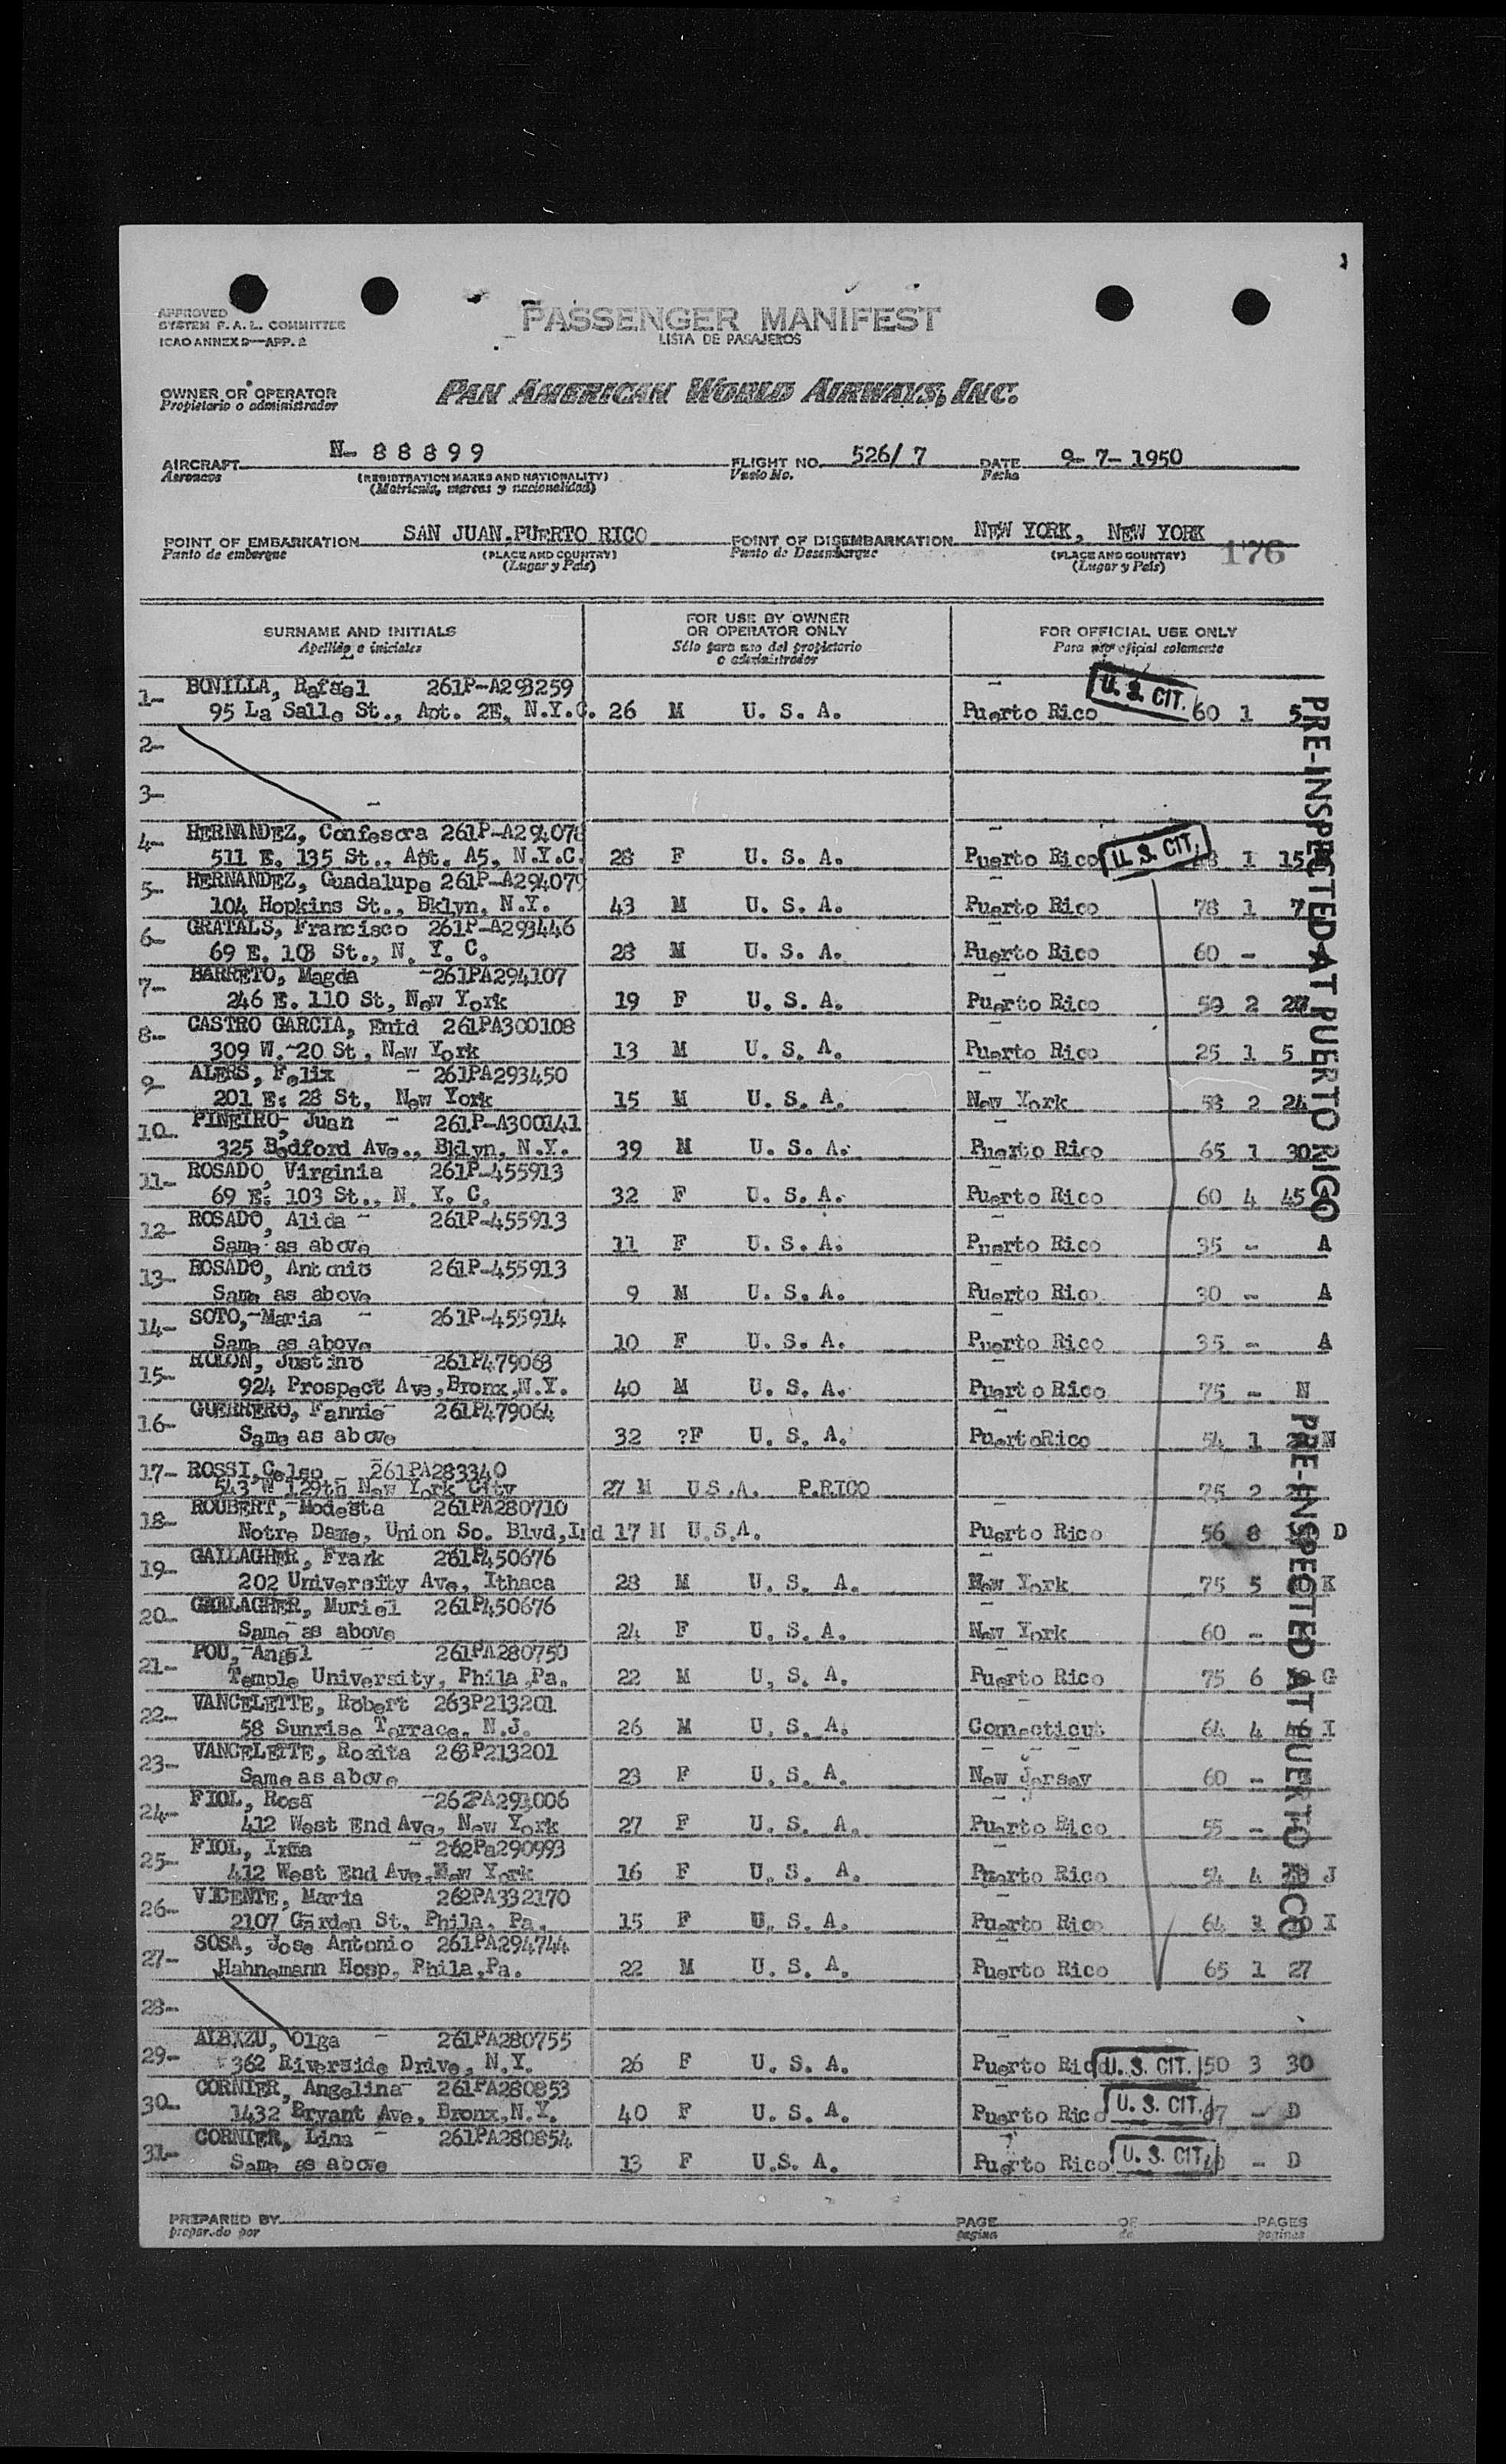 APPROVED
SYSTEM F. A. L. COMMITTEE
ICAO ANNEX 9—APP. 2
PASSENGER MANIFEST
LISTA DE PASAJEROS
OWNER OR OPERATOR
Propietario o administrador
PAN AMERICAN WORLD AIRWAYS, INC.
AIRCRAFT N- 88899 FLIGHT NO. 526/ 7 DATE 9- 7- 1950
Aeronave (REGISTRATION MARKS AND NATIONALITY) Vuelo No. Fecha
(Matricula, marcas y nacionalidad)
POINT OF EMBARKATION SAN JUAN, PUERTO RICO POINT OF DISEMBARKATION NEW YORK, NEW YORK
Punto de embarque (PLACE AND COUNTRY) Punto de Desembarque (PLACE AND COUNTRY) 176
(Lugar y País) (Lugar y País)
SURNAME AND INITIALS FOR USE BY OWNER OR OPERATOR ONLY FOR OFFICIAL USE ONLY
Apellido e iniciales Sólo para uso del propietario o administrador Para uso oficial solamente
1- BONILLA, Rafael 261P-A293259 U. S. CIT.
95 La Salle St., Apt. 2E, N.Y.C. 26 M U. S. A. Puerto Rico 60 1 5
2-
3-
4- HERNANDEZ, Confesora 261P-A294078
511 E. 135 St., Apt. A5, N.Y.C. 28 F U. S. A. Puerto Rico U. S. CIT. 1 15
5- HERNANDEZ, Guadalupe 261P-A294079
104 Hopkins St., Bklyn, N.Y. 43 M U. S. A. Puerto Rico 78 1 7
6- GRATALS, Francisco 261P-A293446
69 E. 103 St., N. Y. C. 28 M U. S. A. Puerto Rico 60 -
7- BARRETO, Magda -261PA294107
246 E. 110 St, New York 19 F U. S. A. Puerto Rico 2
8- CASTRO GARCIA, Enid 261PA300108
309 W. 20 St, New York 13 M U. S. A. Puerto Rico 25 1 5
9- ALERS, Felix - 261PA293450
201 E. 28 St, New York 15 M U. S. A. New York 58 2 24
10- PINEIRO, Juan - 261P-A300141
325 Bedford Ave., Bklyn, N.Y. 39 M U. S. A. Puerto Rico 65 1 30
11- ROSADO, Virginia 261P-455913
69 E. 103 St., N. Y. C. 32 F U. S. A. Puerto Rico 60 4 45 A
12- ROSADO, Alida - 261P-455913
Same as above 11 F U. S. A. Puerto Rico 35 - A
13- ROSADO, Antonio 261P-455913
Same as above 9 M U. S. A. Puerto Rico 30 - A
14- SOTO, Maria - 261P-455914
Same as above 10 F U. S. A. Puerto Rico 35 - A
15- ROLON, Justino 261P479063
924 Prospect Ave, Bronx, N.Y. 40 M U. S. A. Puerto Rico 75 - N
16- GUERRERO, Fannie 261P479064
Same as above 32 ?F U. S. A. PuertoRico 54 1 N
17- ROSSI, Celso 261PA283340
543 W 129th New York City 27 M U.S.A. P.RICO 75 2
18- ROUBERT, Modesta 261PA280710
Notre Dame, Union So. Blvd, Ind 17 M U.S.A. Puerto Rico 56 8 D
19- GALLAGHER, Frank 261P450676
202 University Ave, Ithaca 28 M U. S. A. New York 75 5 K
20- GALLAGHER, Muriel 261P450676
Same as above 24 F U. S. A. New York 60 -
21- POU, Angel - 261PA280750
Temple University, Phila, Pa. 22 M U. S. A. Puerto Rico 75 6 G
22- VANCELETTE, Robert 263P213201
58 Sunrise Terrace, N.J. 26 M U. S. A. Connecticut 64 4 I
23- VANCELETTE, Rosita 263P213201
Same as above 23 F U. S. A. New Jersey 60 -
24- FIOL, Rosa -262PA291006
412 West End Ave, New York 27 F U. S. A. Puerto Rico 55 -
25- FIOL, Irma - 262Pa290993
412 West End Ave, New York 16 F U. S. A. Puerto Rico 54 4 J
26- VICENTE, Maria 262PA332170
2107 Garden St. Phila, Pa. 15 F U. S. A. Puerto Rico 64 I
27- SOSA, Jose Antonio 261PA294744
Hahnemann Hosp, Phila, Pa. 22 M U. S. A. Puerto Rico 65 1 27
28-
29- ALBIZU, Olga - 261PA280755
362 Riverside Drive, N.Y. 26 F U. S. A. Puerto Rico U. S. CIT. 50 3 30
30- CORNIER, Angelina 261PA280853
1432 Bryant Ave, Bronx, N.Y. 40 F U. S. A. Puerto Rico U. S. CIT. - D
31- CORNIER, Lina - 261PA280854
Same as above 13 F U.S. A. Puerto Rico U. S. CIT. - D
PRE-INSPECTED AT PUERTO RICO
PRE-INSPECTED AT PUERTO RICO
PREPARED BY PAGE OF PAGES
preparado por pagina de paginas